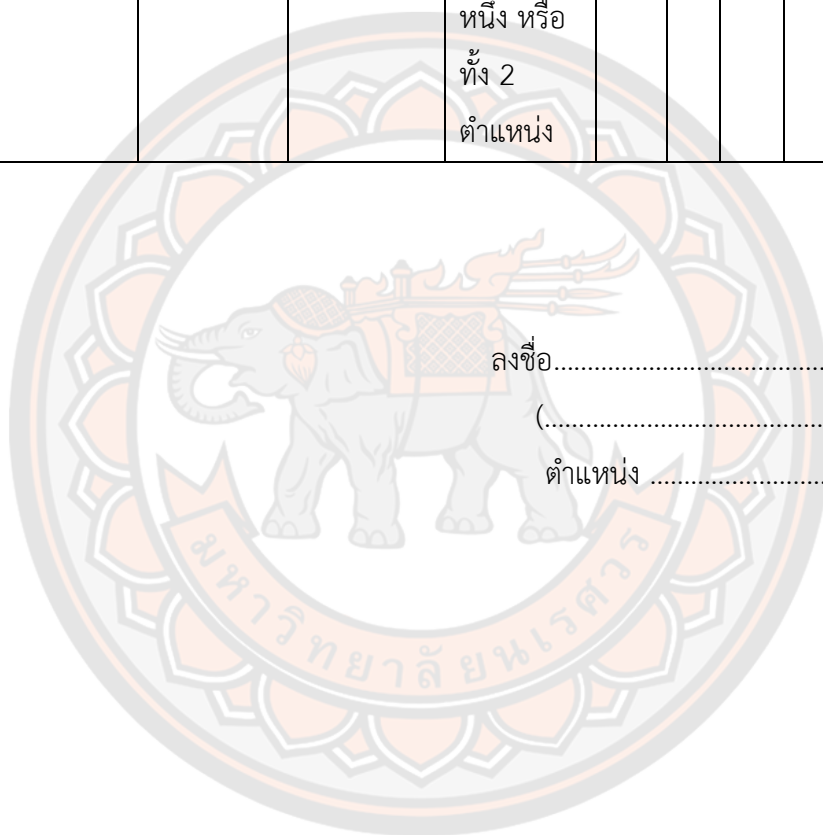 หนึ่ง หรือ
ทั้ง 2
ตำแหน่ง
ลงชื่อ..................................
(..................................
ตำแหน่ง .....................
มหาวิทยาลัยนเรศวร